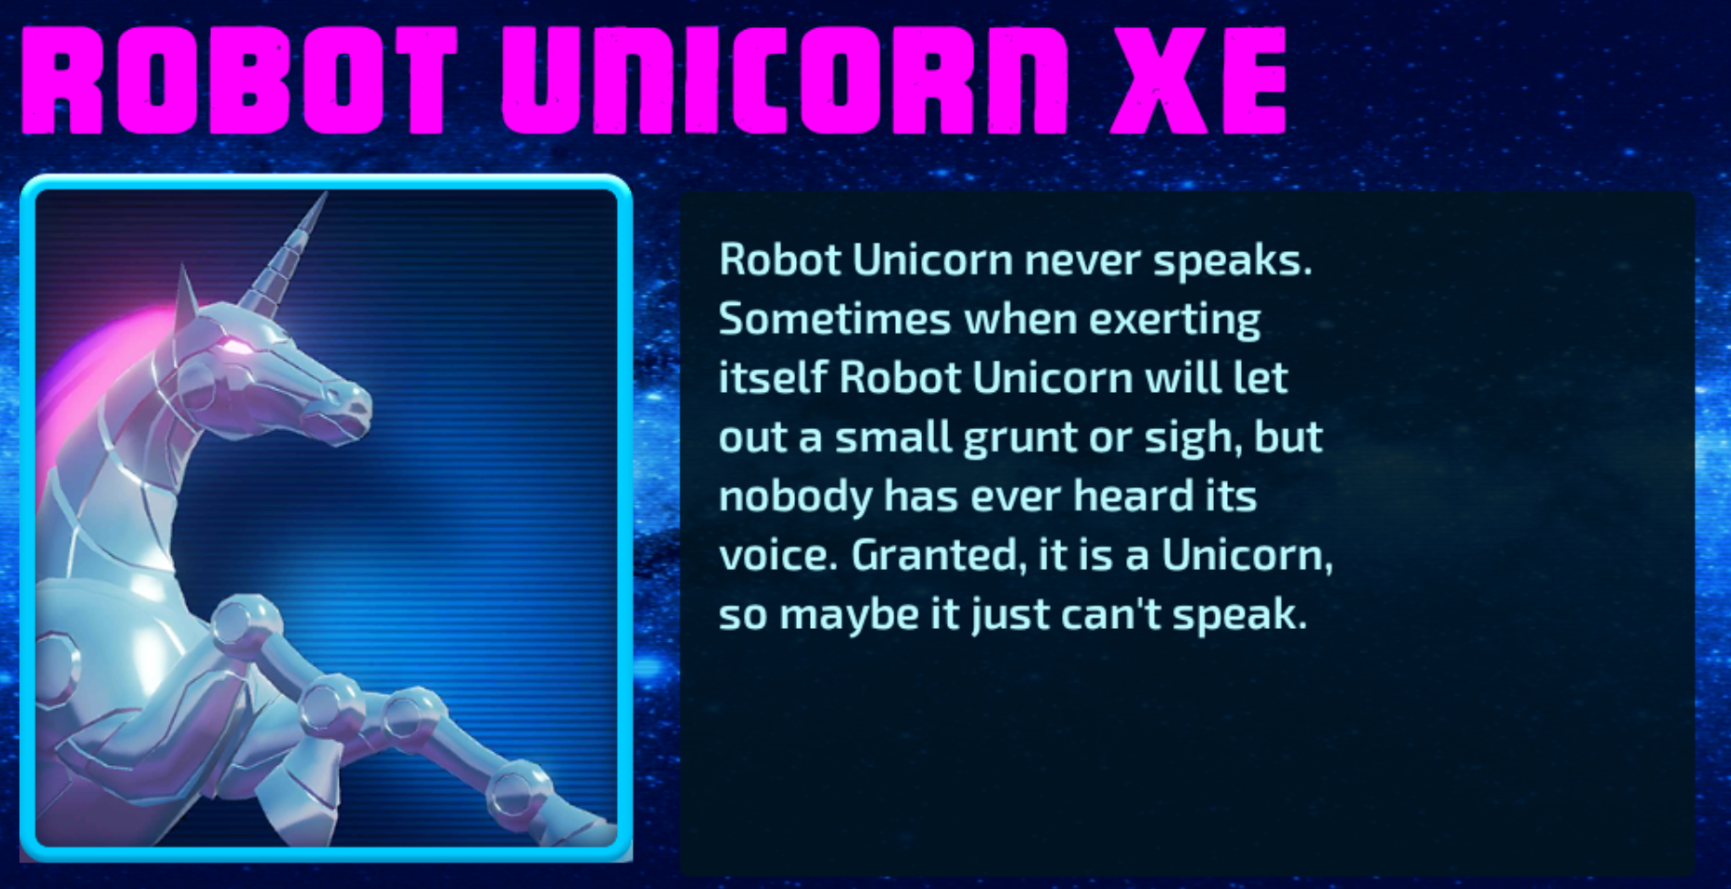 ROBOT UNICORN XE
Robot Unicorn never speaks.
Sometimes when exerting
itself Robot Unicorn will let
out a small grunt or sigh, but
nobody has ever heard its
voice. Granted, it is a Unicorn,
so maybe it just can't speak.